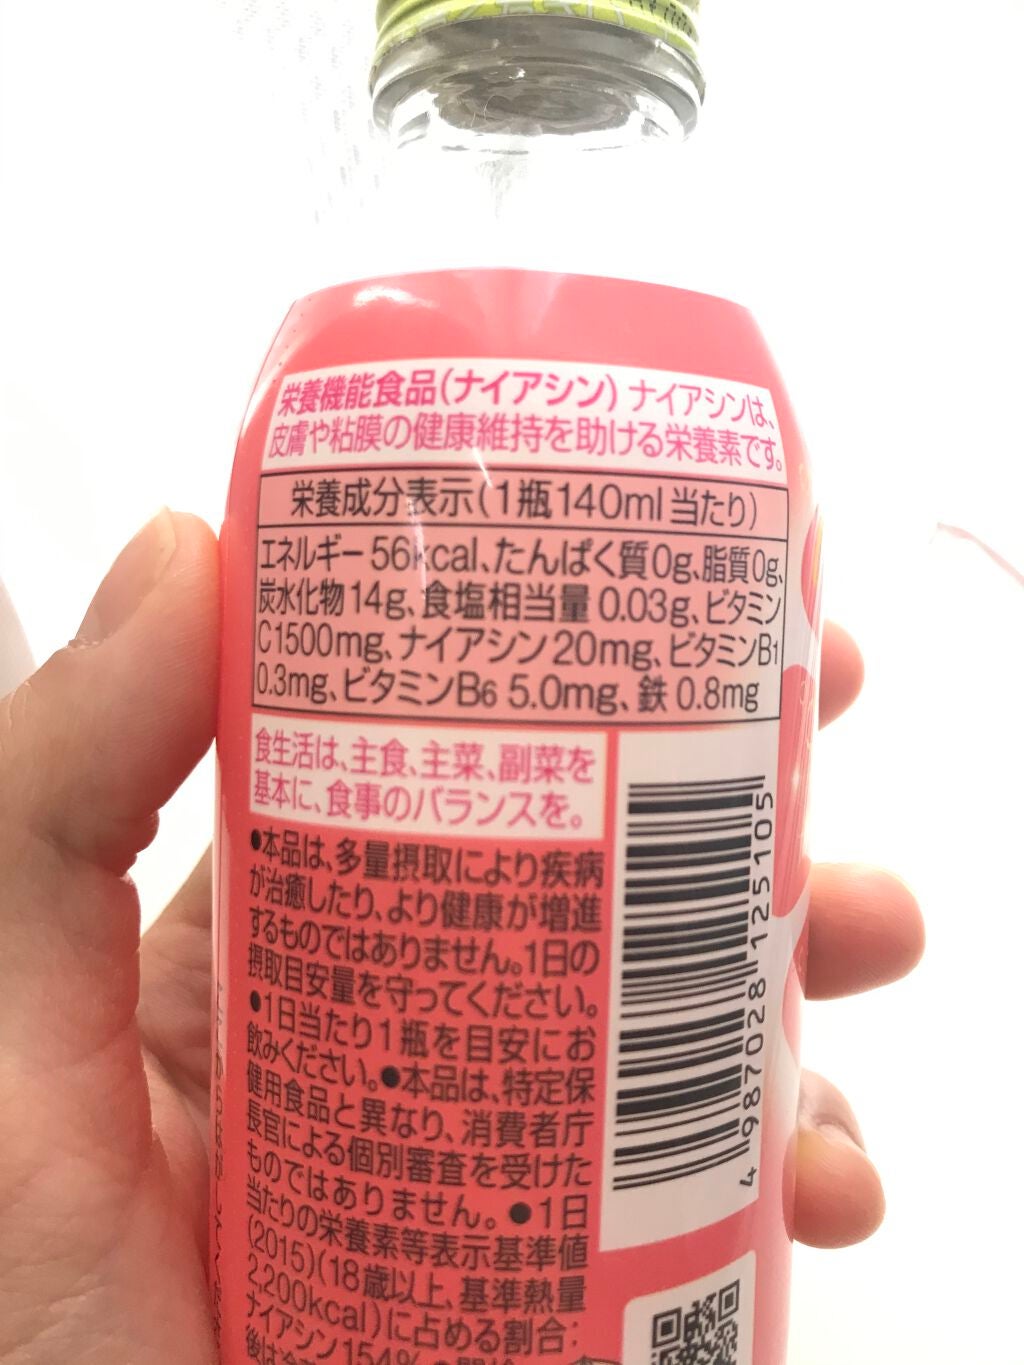 栄養機能食品(ナイアシン) ナイアシンは、
皮膚や粘膜の健康維持を助ける栄養素です。
栄養成分表示(1瓶140ml当たり)
エネルギー 56kcal、たんぱく質0g、脂質0g、
炭水化物14g、食塩相当量 0.03g、ビタミン
C1500mg、ナイアシン20mg、ビタミンB1
0.3mg、ビタミンB6 5.0mg、鉄 0.8mg
食生活は、主食、主菜、副菜を
基本に、食事のバランスを。
●本品は、多量摂取により疾病
が治癒したり、より健康が増進
するものではありません。1日の
摂取目安量を守ってください。
●1日当たり1瓶を目安にお
飲みください。●本品は、特定保
健用食品と異なり、消費者庁
長官による個別審査を受けた
ものではありません。●1日
当たりの栄養素等表示基準値
(2015)(18歳以上、基準熱量
2,200kcal)に占める割合:
ナイアシン154%
4 987028 125105